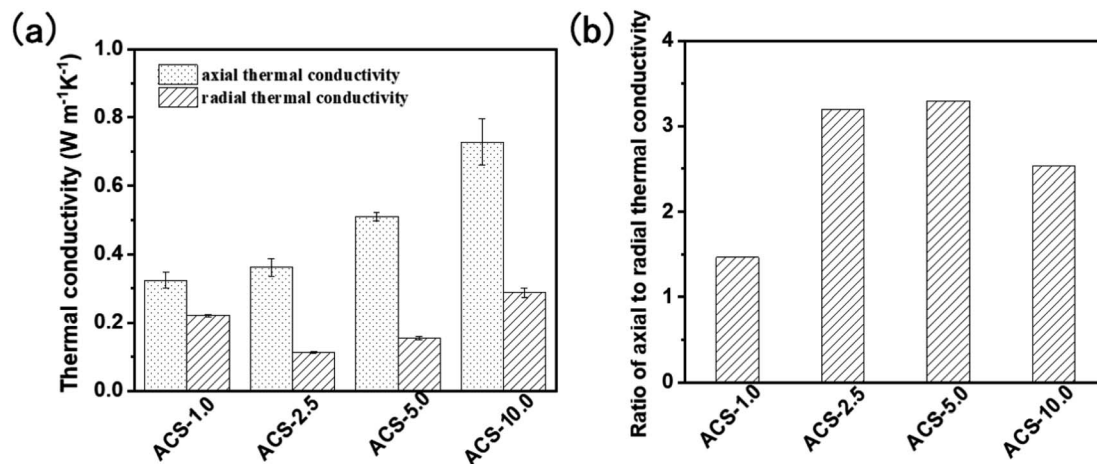 (a)
Thermal conductivity (W m⁻¹K⁻¹)
1.0
0.8
0.6
0.4
0.2
0.0
axial thermal conductivity
radial thermal conductivity
ACS-1.0
ACS-2.5
ACS-5.0
ACS-10.0
(b)
Ratio of axial to radial thermal conductivity
4
3
2
1
0
ACS-1.0
ACS-2.5
ACS-5.0
ACS-10.0